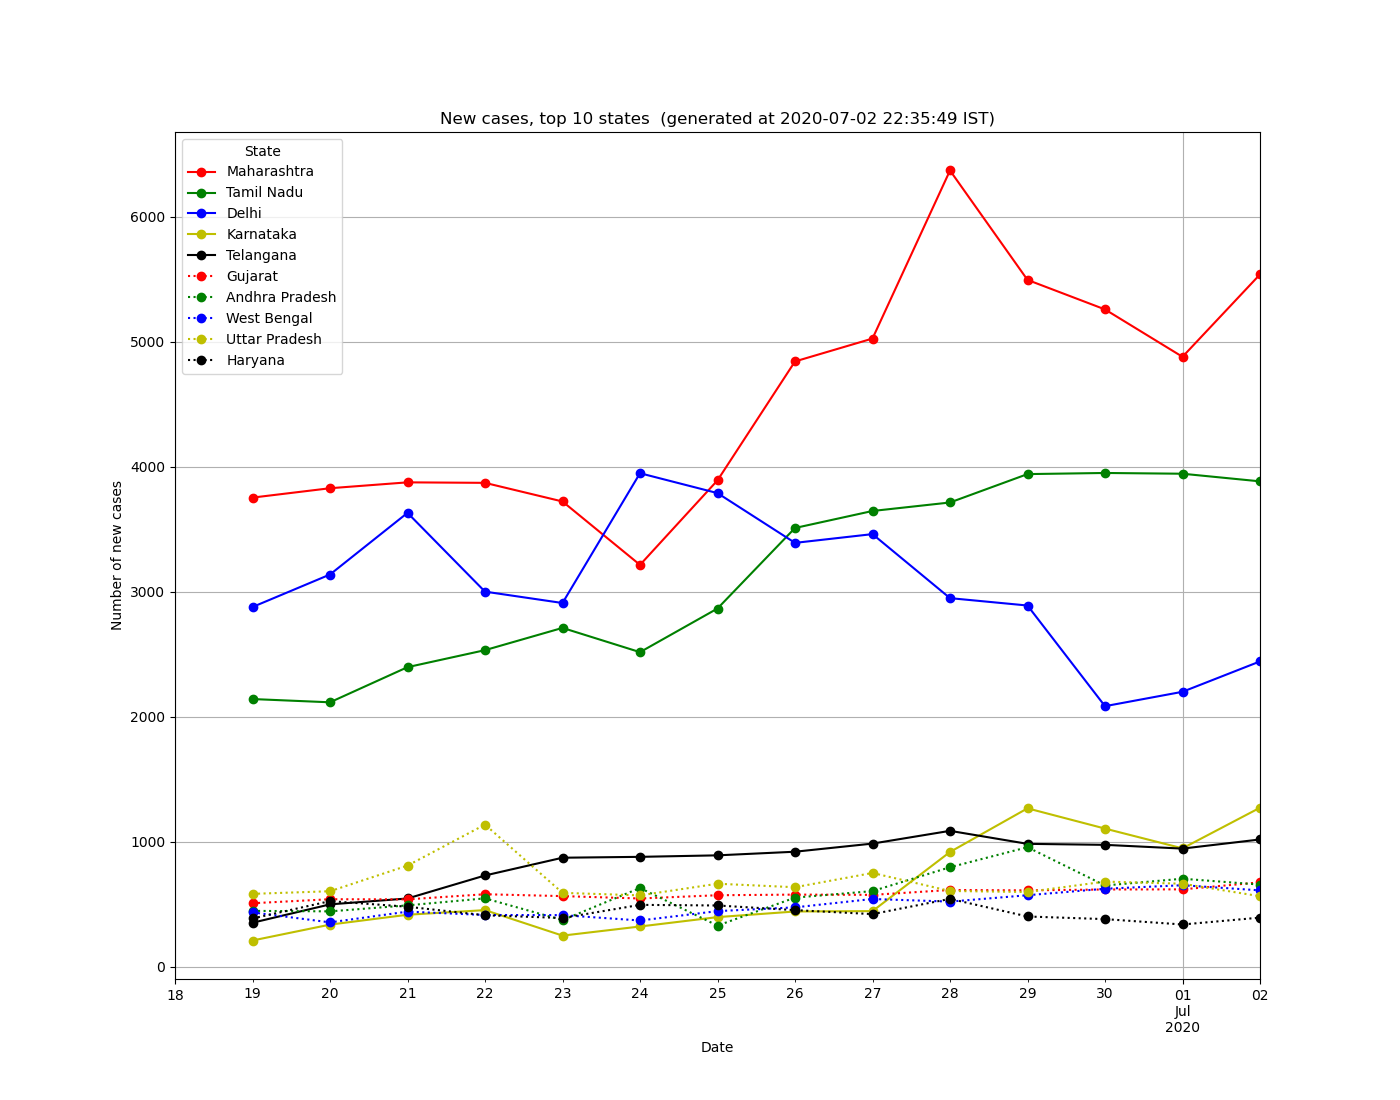 New cases, top 10 states  (generated at 2020-07-02 22:35:49 IST)
State
Maharashtra
Tamil Nadu
Delhi
Karnataka
Telangana
Gujarat
Andhra Pradesh
West Bengal
Uttar Pradesh
Haryana
6000
5000
4000
3000
2000
1000
0
Number of new cases
18 19 20 21 22 23 24 25 26 27 28 29 30 01 02
Jul
2020
Date